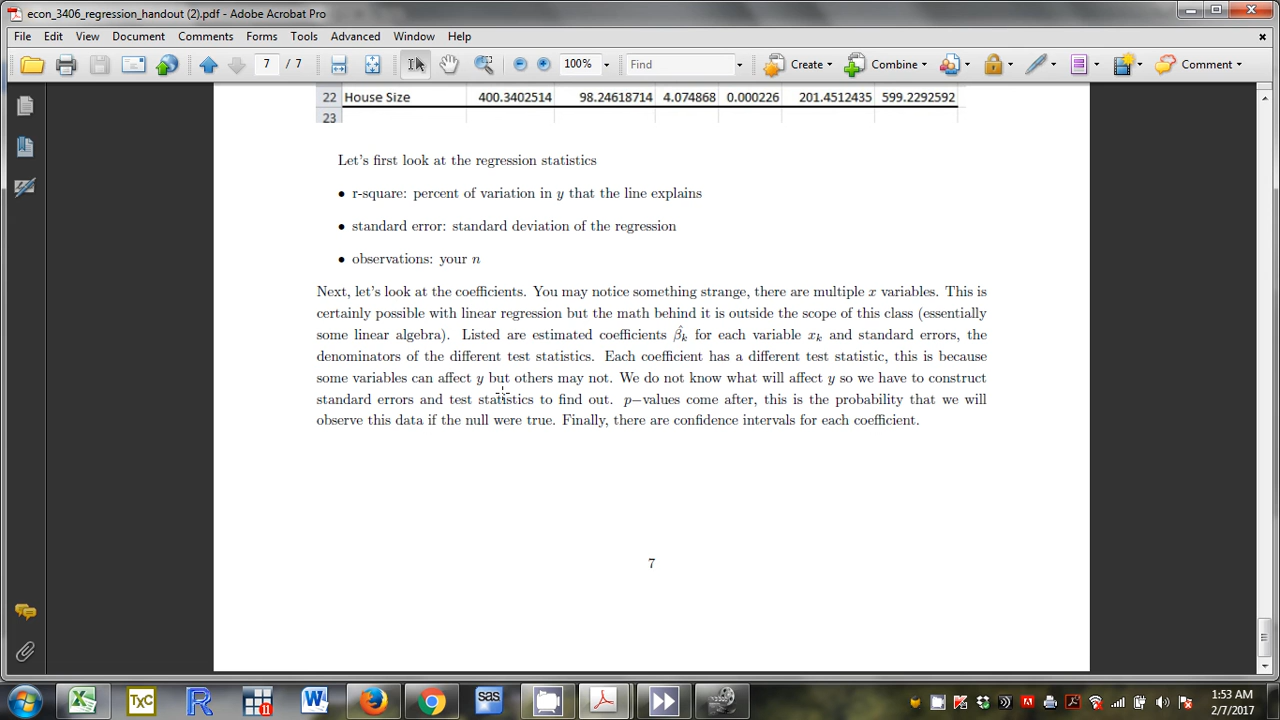 econ_3406_regression_handout (2).pdf - Adobe Acrobat Pro
File Edit View Document Comments Forms Tools Advanced Window Help
7 / 7 100% Find Create Combine Comment
22 House Size 400.3402514 98.24618714 4.074868 0.000226 201.4512435 599.2292592
23
Let's first look at the regression statistics
• r-square: percent of variation in y that the line explains
• standard error: standard deviation of the regression
• observations: your n
Next, let's look at the coefficients. You may notice something strange, there are multiple x variables. This is
certainly possible with linear regression but the math behind it is outside the scope of this class (essentially
some linear algebra). Listed are estimated coefficients β̂k for each variable xk and standard errors, the
denominators of the different test statistics. Each coefficient has a different test statistic, this is because
some variables can affect y but others may not. We do not know what will affect y so we have to construct
standard errors and test statistics to find out. p−values come after, this is the probability that we will
observe this data if the null were true. Finally, there are confidence intervals for each coefficient.
7
TxC R 11 W sas
1:53 AM
2/7/2017